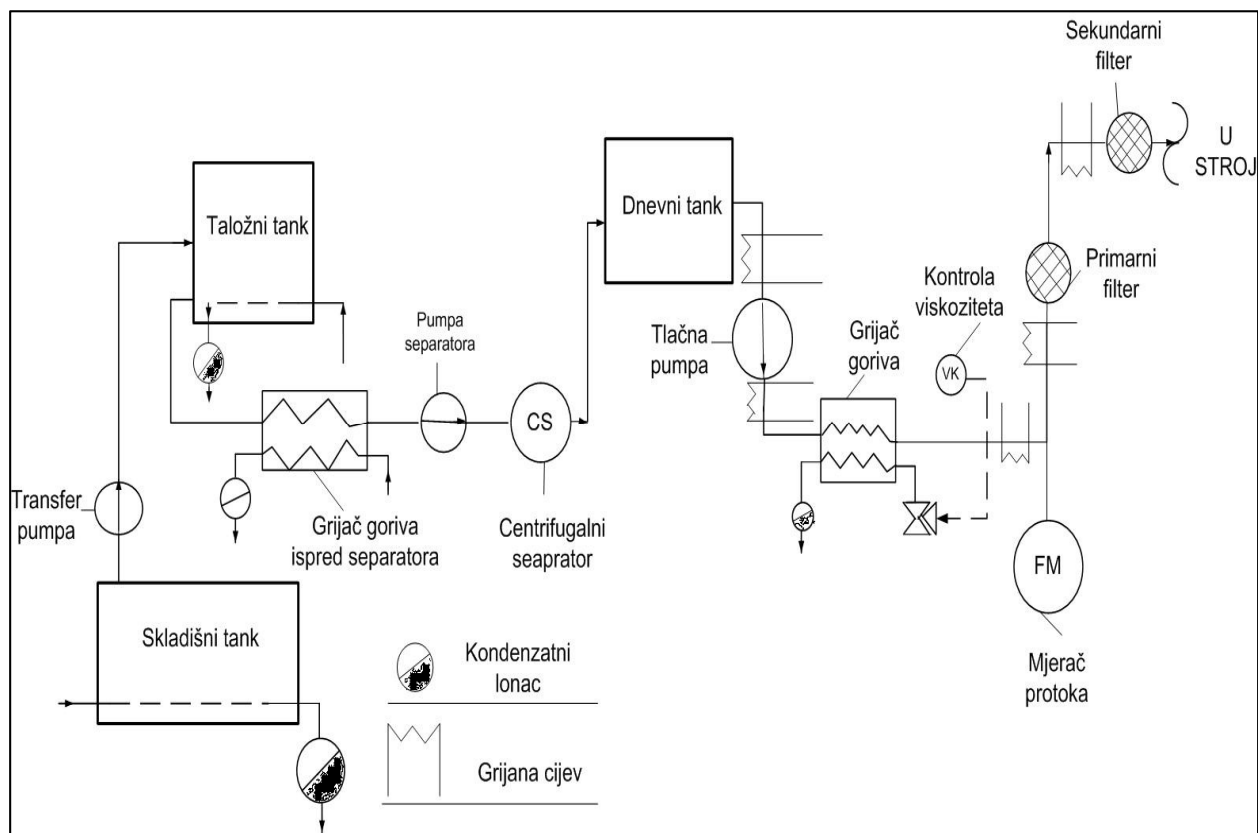 Sekundarni
filter
U
STROJ
Taložni tank
Dnevni tank
Kontrola
viskoziteta
Primarni
filter
Pumpa
separatora
Tlačna
pumpa
Grijač
goriva
VK
CS
Transfer
pumpa
Grijač goriva
ispred separatora
Centrifugalni
seaprator
FM
Skladišni tank
Kondenzatni
lonac
Mjerač
protoka
Grijana cijev